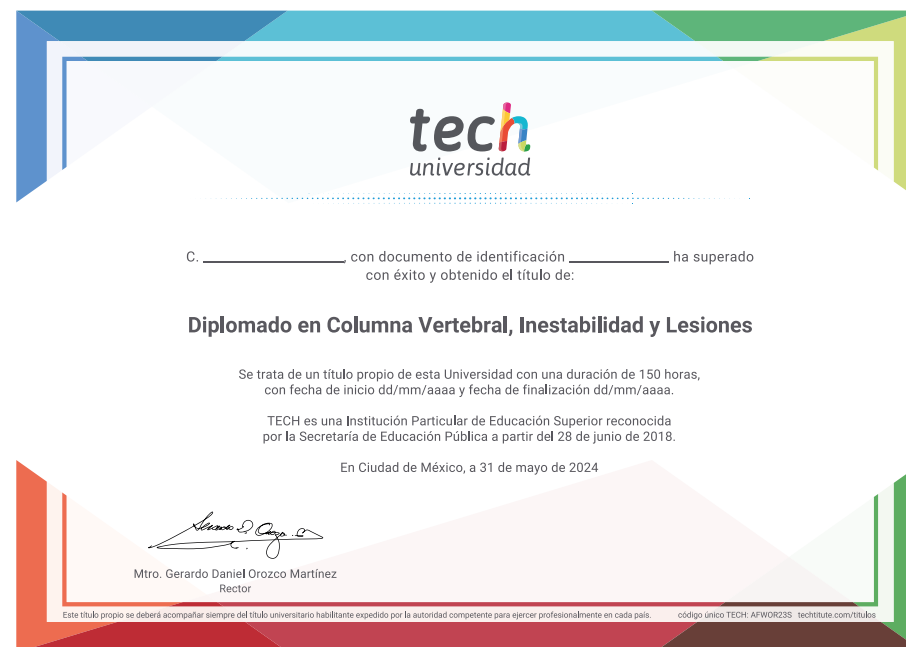 tech
universidad
C. ____________, con documento de identificación ____________ ha superado
con éxito y obtenido el título de:
Diplomado en Columna Vertebral, Inestabilidad y Lesiones
Se trata de un título propio de esta Universidad con una duración de 150 horas,
con fecha de inicio dd/mm/aaaa y fecha de finalización dd/mm/aaaa.
TECH es una Institución Particular de Educación Superior reconocida
por la Secretaría de Educación Pública a partir del 28 de junio de 2018.
En Ciudad de México, a 31 de mayo de 2024
Mtro. Gerardo Daniel Orozco Martínez
Rector
Este título propio se deberá acompañar siempre del título universitario habilitante expedido por la autoridad competente para ejercer profesionalmente en cada país. código único TECH: AFWOR23S techtitute.com/titulos